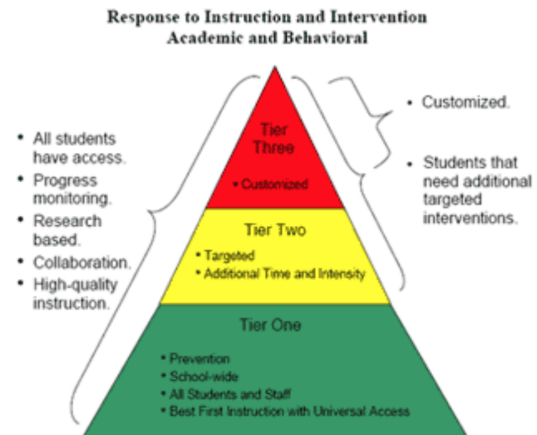 Response to Instruction and Intervention
Academic and Behavioral
• All students
have access.
• Progress
monitoring.
• Research
based.
• Collaboration.
• High-quality
instruction.
Tier
Three
• Customized
Tier Two
• Targeted
• Additional Time and Intensity
Tier One
• Prevention
• School-wide
• All Students and Staff
• Best First Instruction with Universal Access
• Customized.
• Students that
need additional
targeted
interventions.